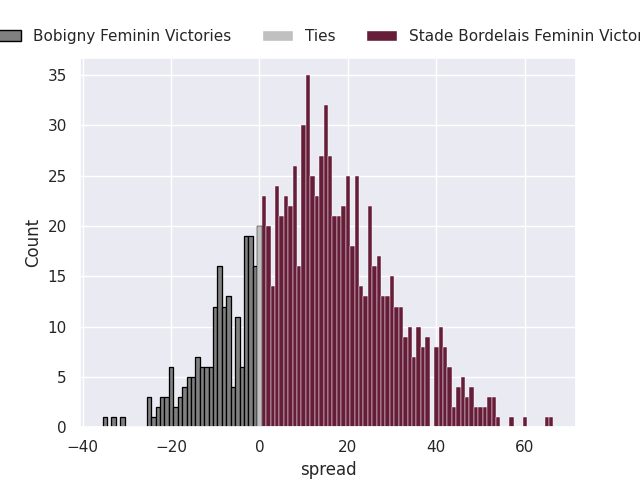 Bobigny Feminin Victories Ties Stade Bordelais Feminin Victor
35
30
25
20
15
10
5
0
Count
−40 −20 0 20 40 60
spread